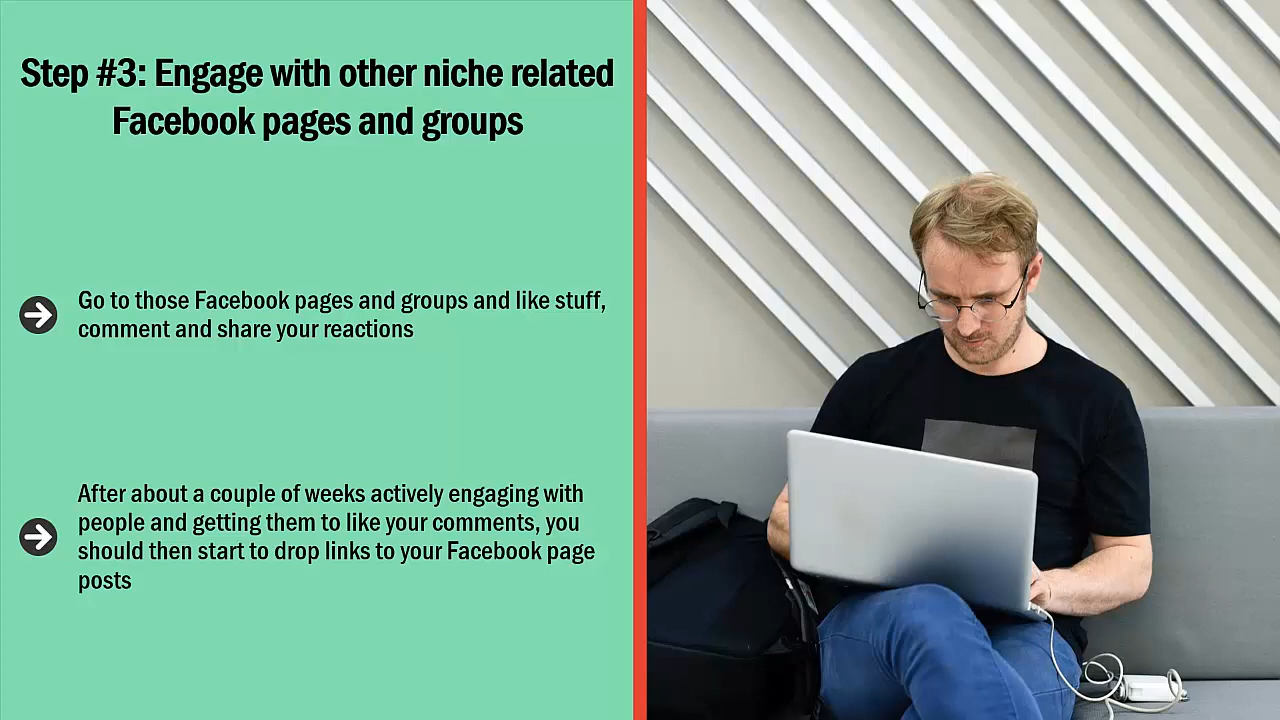 Step #3: Engage with other niche related
Facebook pages and groups
Go to those Facebook pages and groups and like stuff,
comment and share your reactions
After about a couple of weeks actively engaging with
people and getting them to like your comments, you
should then start to drop links to your Facebook page
posts